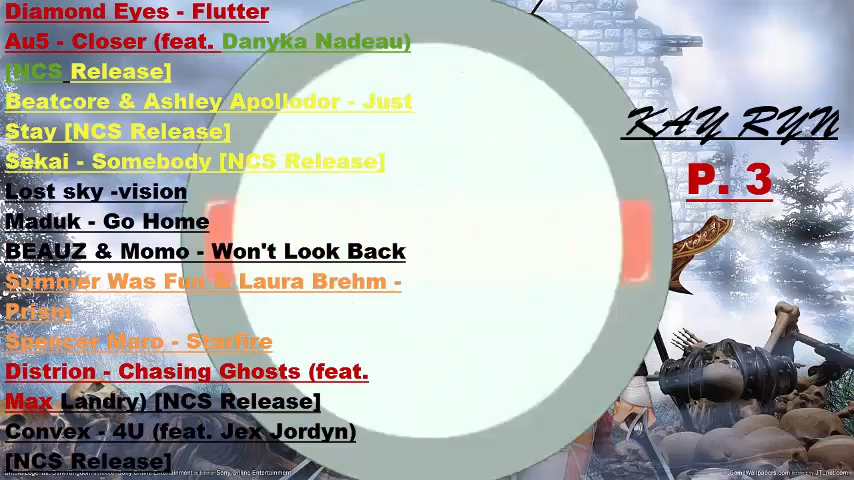 Diamond Eyes - Flutter
Au5 - Closer (feat. Danyka Nadeau)
[NCS Release]
Beatcore & Ashley Apollodor - Just
Stay [NCS Release]
Sekai - Somebody [NCS Release]
Lost sky -vision
Maduk - Go Home
BEAUZ & Momo - Won't Look Back
Summer Was Fun & Laura Brehm -
Prism
Spencer Maro - Starfire
Distrion - Chasing Ghosts (feat.
Max Landry) [NCS Release]
Convex - 4U (feat. Jex Jordyn)
[NCS Release]
KAY RYN
P. 3
Sony Online Entertainment